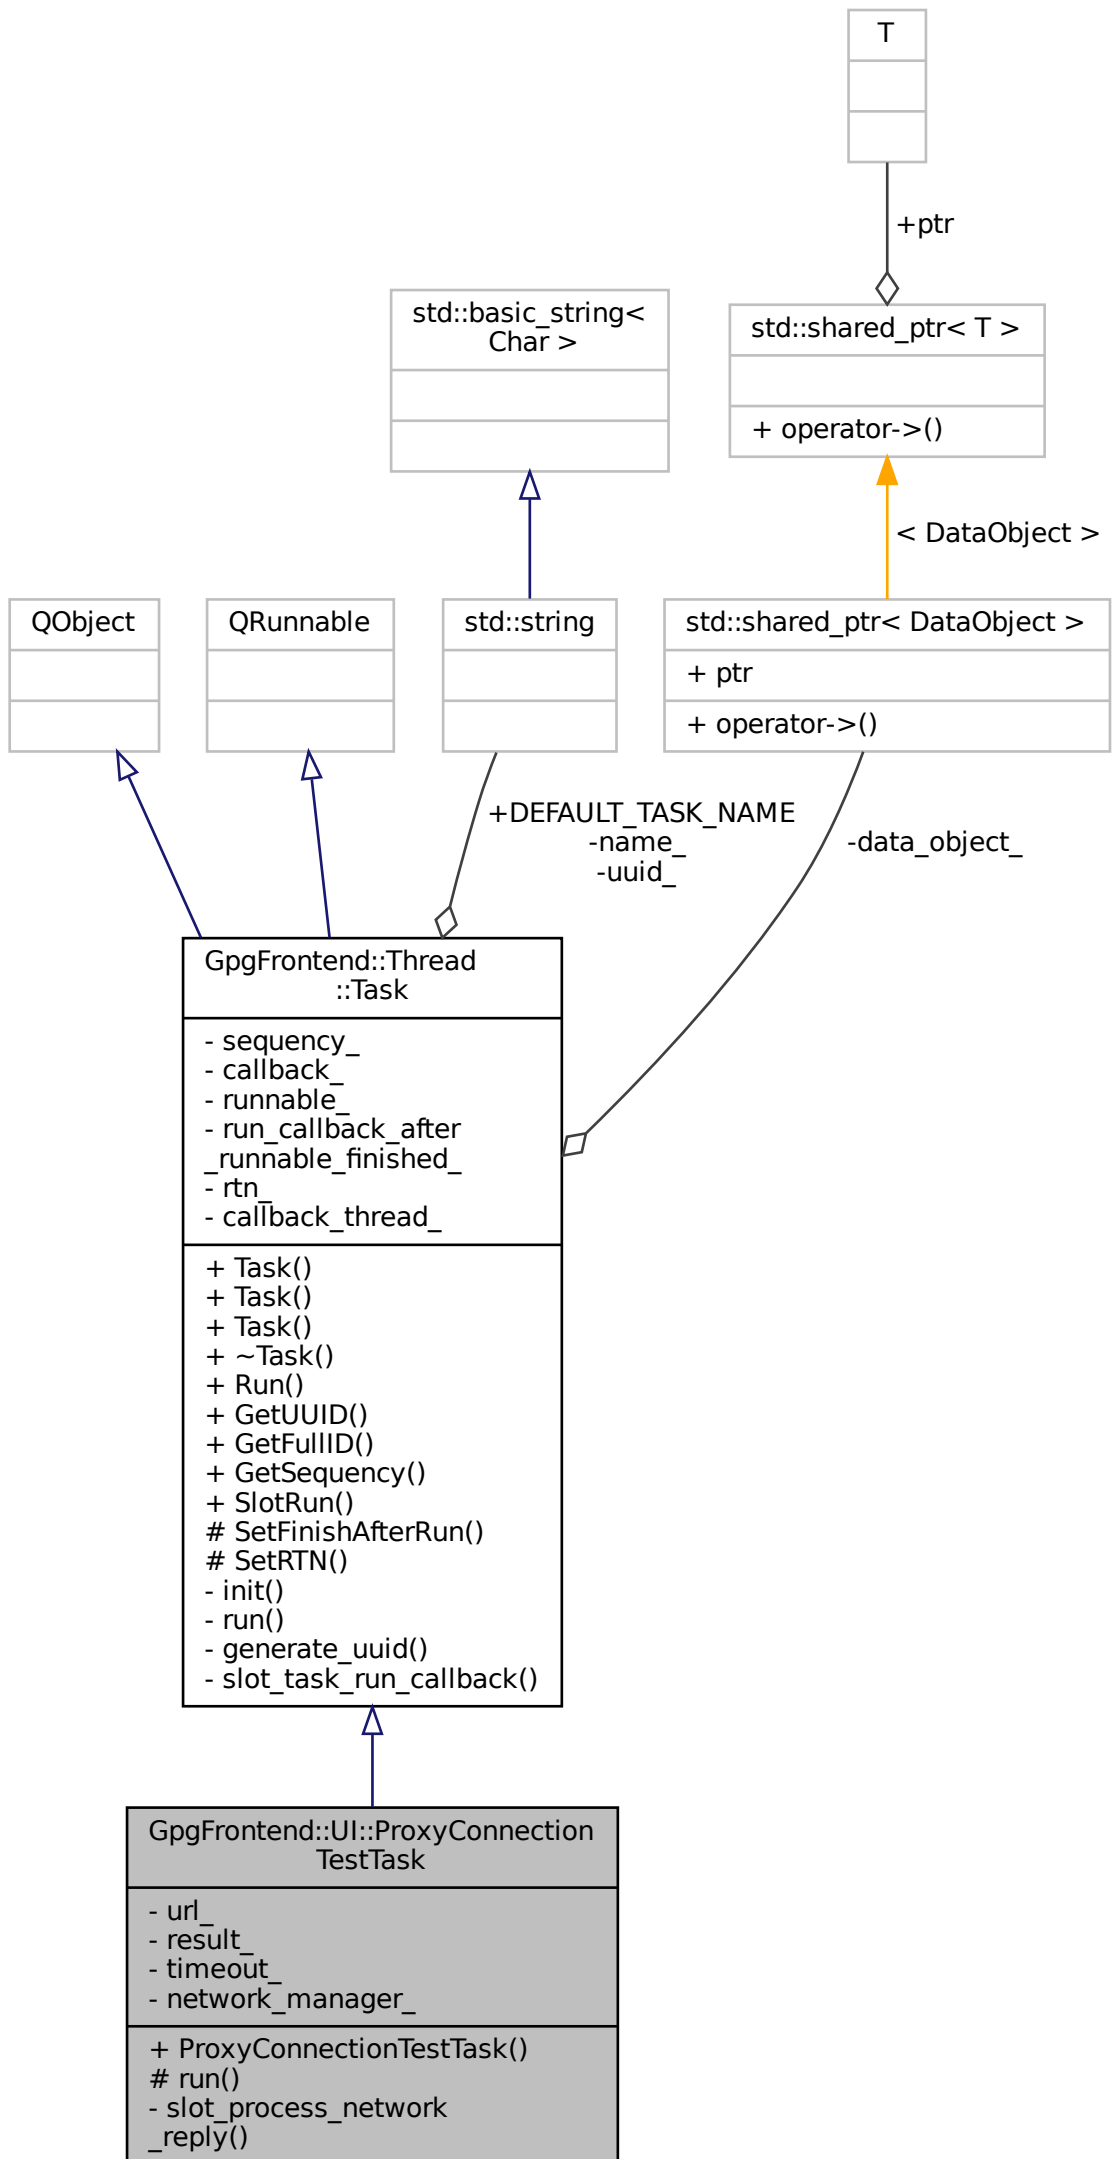 T
+ptr
std::basic_string<
Char >
std::shared_ptr< T >
+ operator->()
< DataObject >
QObject
QRunnable
std::string
std::shared_ptr< DataObject >
+ ptr
+ operator->()
+DEFAULT_TASK_NAME
-name_
-uuid_
-data_object_
GpgFrontend::Thread
::Task
- sequency_
- callback_
- runnable_
- run_callback_after
_runnable_finished_
- rtn_
- callback_thread_
+ Task()
+ Task()
+ Task()
+ ~Task()
+ Run()
+ GetUUID()
+ GetFullID()
+ GetSequency()
+ SlotRun()
# SetFinishAfterRun()
# SetRTN()
- init()
- run()
- generate_uuid()
- slot_task_run_callback()
GpgFrontend::UI::ProxyConnection
TestTask
- url_
- result_
- timeout_
- network_manager_
+ ProxyConnectionTestTask()
# run()
- slot_process_network
_reply()